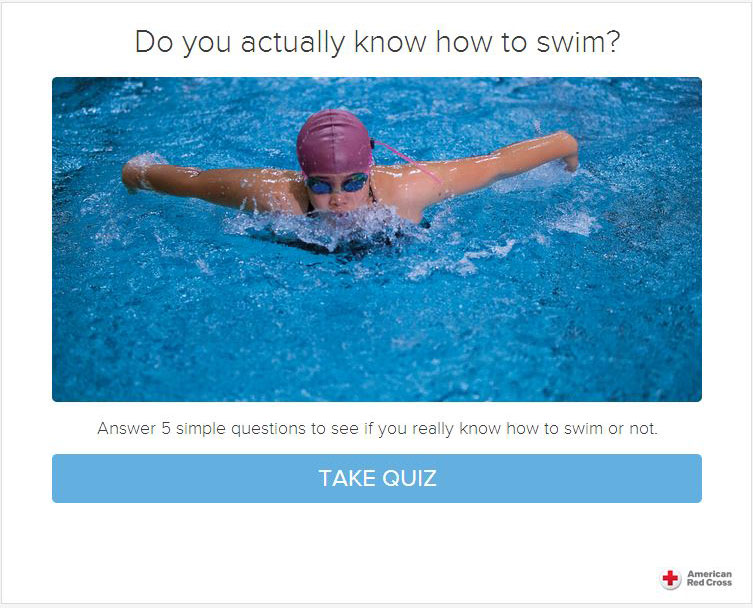 Do you actually know how to swim?
Answer 5 simple questions to see if you really know how to swim or not.
TAKE QUIZ
American
Red Cross